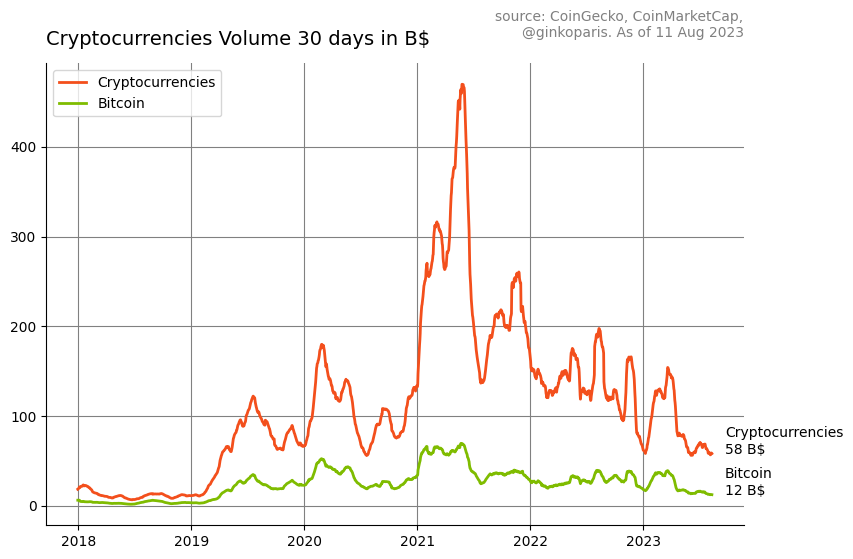 source: CoinGecko, CoinMarketCap,
@ginkoparis. As of 11 Aug 2023
Cryptocurrencies Volume 30 days in B$
Cryptocurrencies
Bitcoin
400
300
200
100
0
Cryptocurrencies
58 B$
Bitcoin
12 B$
2018
2019
2020
2021
2022
2023